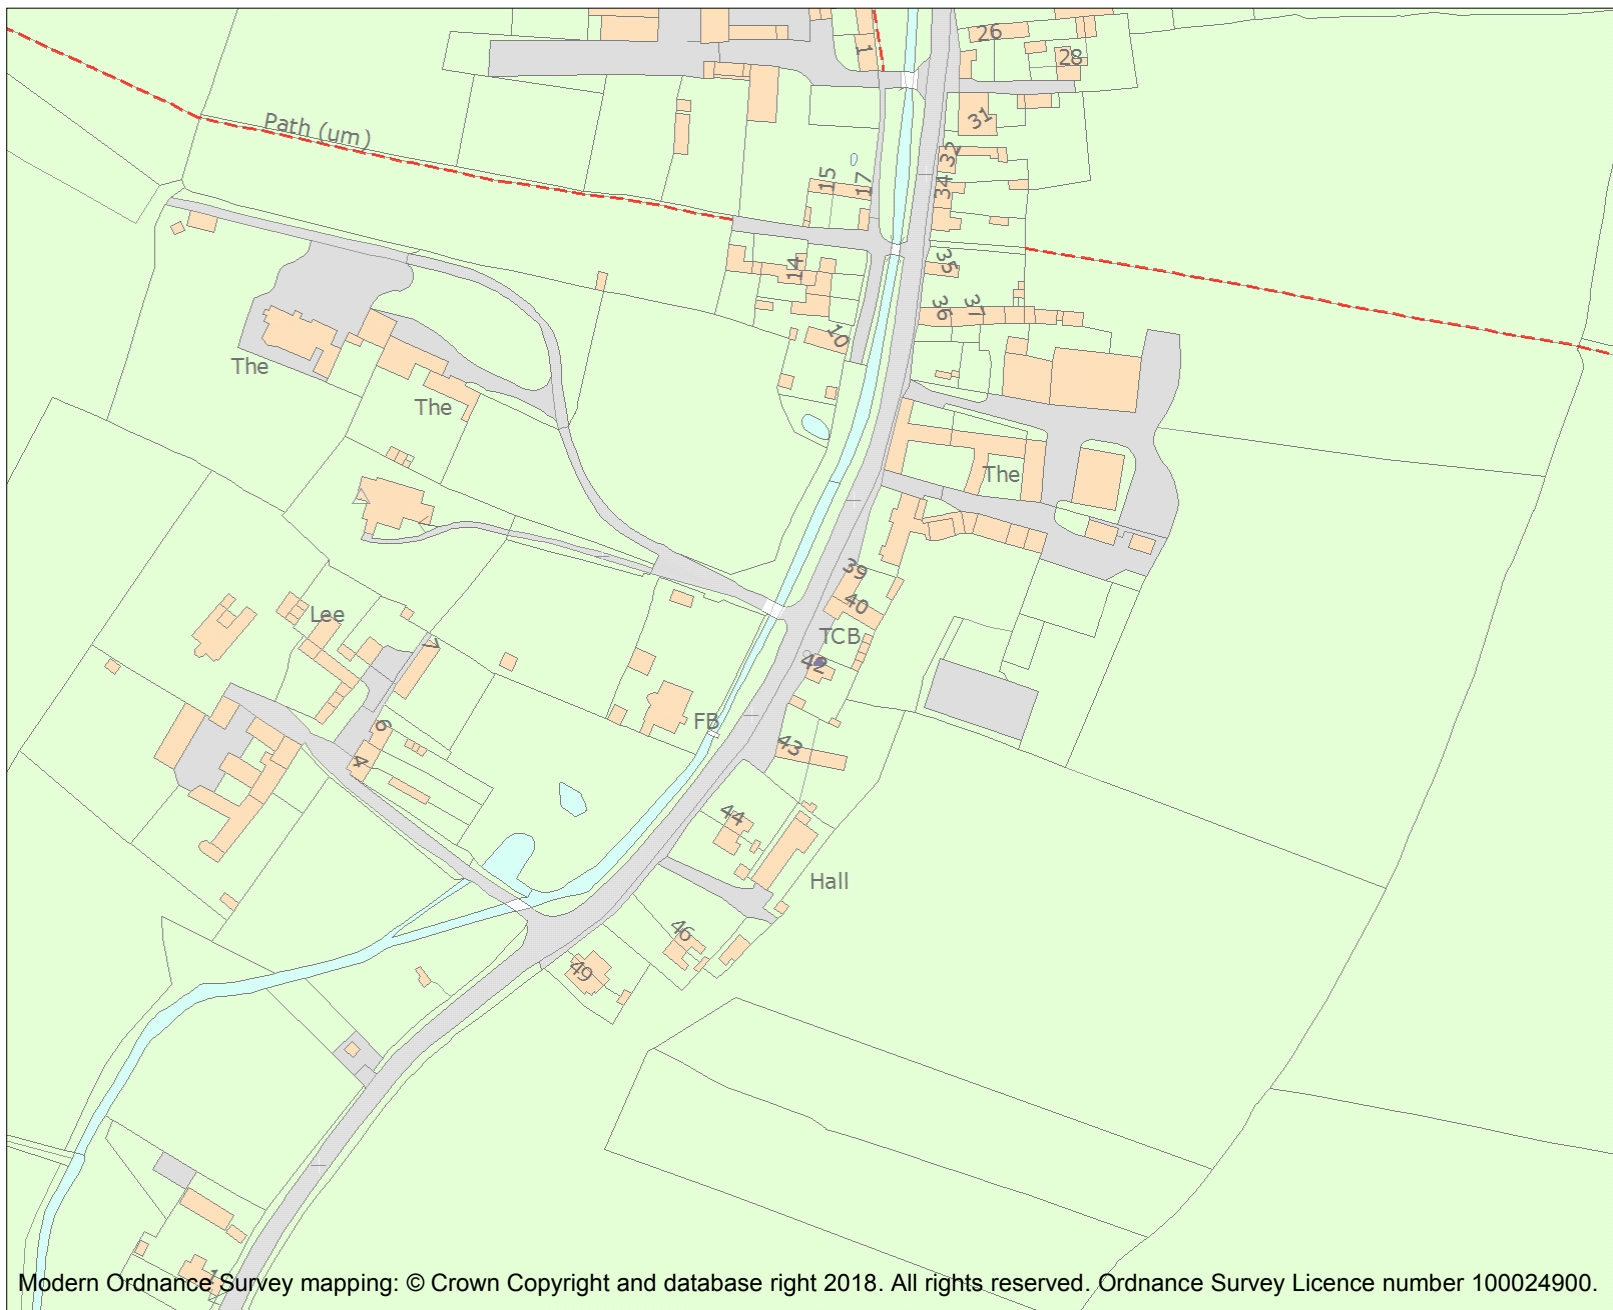 26
1
28
31
Path (um)
32
15
17
34
35
14
36
37
10
The
The
The
39
40
Lee
TCB
7
42
FB
6
43
4
44
Hall
46
49
1
Modern Ordnance Survey mapping: © Crown Copyright and database right 2018. All rights reserved. Ordnance Survey Licence number 100024900.